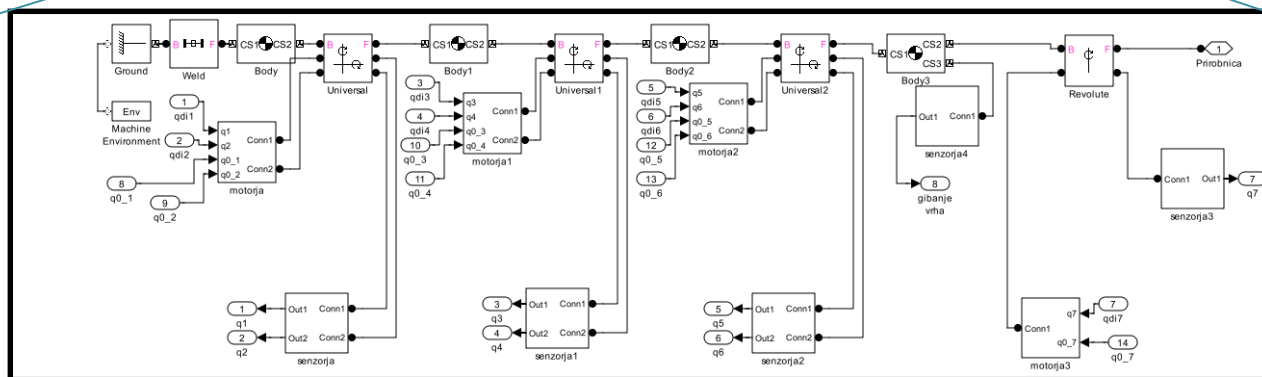 Ground
B F
Weld
CS1 CS2
Body
B F
Universal
CS1 CS2
Body1
B F
Universal1
CS1 CS2
Body2
B F
Universal2
CS1 CS2
CS3
Body3
B F
Revolute
1
Prirobnica
Env
Machine
Environment
1
qdi1
2
qdi2
8
q0_1
9
q0_2
q1
q2
q0_1
q0_2
Conn1
Conn2
motorja
3
qdi3
4
qdi4
10
q0_3
11
q0_4
q3
q4
q0_3
q0_4
Conn1
Conn2
motorja1
5
qdi5
6
qdi6
12
q0_5
13
q0_6
q5
q6
q0_5
q0_6
Conn1
Conn2
motorja2
Out1 Conn1
senzorja4
8
gibanje
vrha
Conn1 Out1
senzorja3
7
q7
1
q1
2
q2
Out1 Conn1
Out2 Conn2
senzorja
3
q3
4
q4
Out1 Conn1
Out2 Conn2
senzorja1
5
q5
6
q6
Out1 Conn1
Out2 Conn2
senzorja2
Conn1
q7
q0_7
motorja3
7
qdi7
14
q0_7